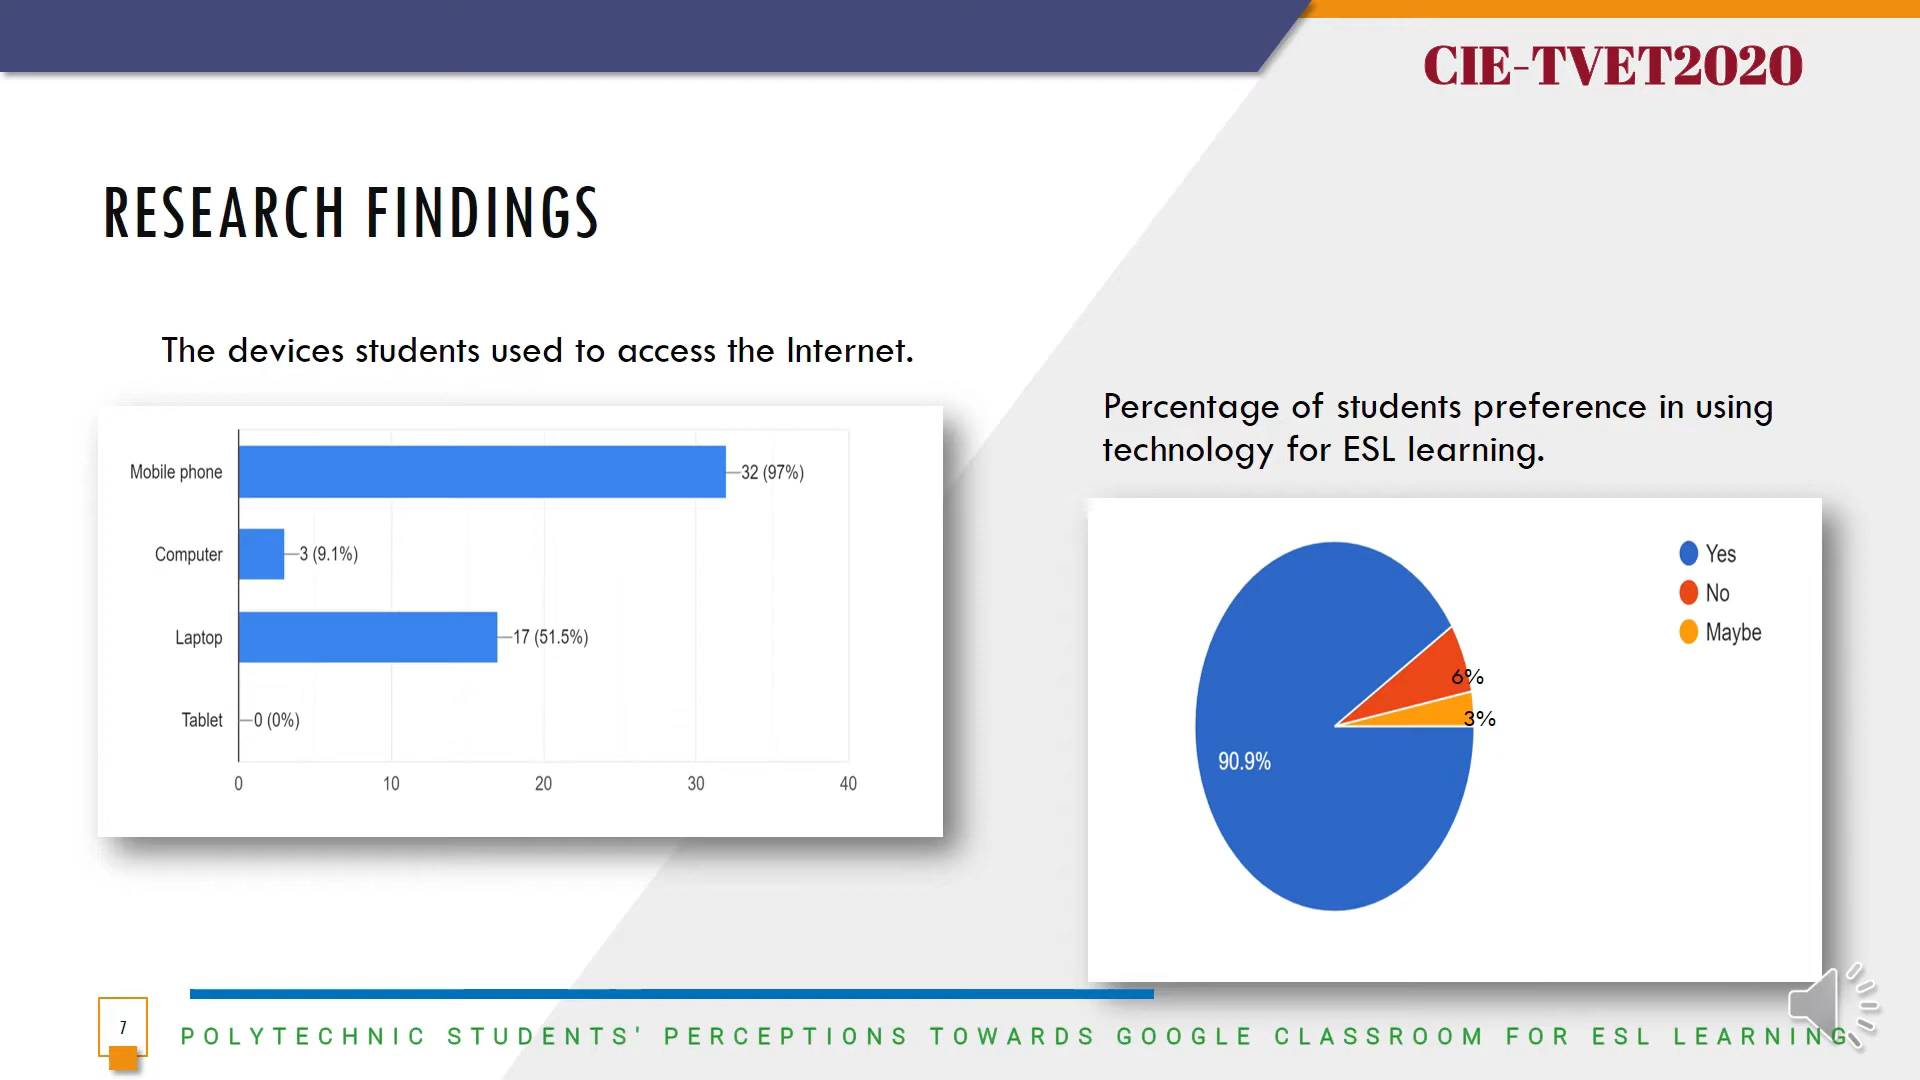 CIE-TVET2020
RESEARCH FINDINGS
The devices students used to access the Internet.
Mobile phone
32 (97%)
Computer
3 (9.1%)
Laptop
17 (51.5%)
Tablet
0 (0%)
0 10 20 30 40
Percentage of students preference in using
technology for ESL learning.
Yes
No
Maybe
6%
3%
90.9%
7
POLYTECHNIC STUDENTS' PERCEPTIONS TOWARDS GOOGLE CLASSROOM FOR ESL LEARNING